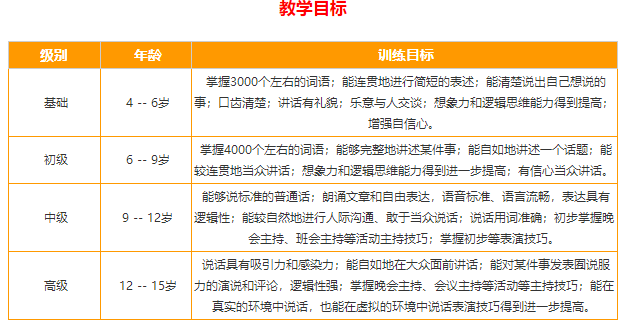 教学目标
级别 年龄 训练目标
基础 4 -- 6岁
掌握3000个左右的词语；能连贯地进行简短的表述；能清楚说出自己想说的
事；口齿清楚；讲话有礼貌；乐意与人交谈；想象力和逻辑思维能力得到提高；
增强自信心。
初级 6 -- 9岁
掌握4000个左右的词语；能够完整地讲述某件事；能自如地讲述一个话题；能
较连贯地当众讲话；想象力和逻辑思维能力得到进一步提高；有信心当众讲话。
中级 9 -- 12岁
能够说标准的普通话；朗诵文章和自由表达，语音标准、语言流畅，表达具有
逻辑性；能较自然地进行人际沟通、敢于当众说话；说话用词准确；初步掌握晚
会主持、班会主持等活动主持技巧；掌握初步等表演技巧。
高级 12 -- 15岁
说话具有吸引力和感染力；能自如地在大众面前讲话；能对某件事发表圄说服
力的演说和评论，逻辑性强；掌握晚会主持、会议主持等活动等主持技巧；能在
真实的环境中说话，也能在虚拟的环境中说话表演技巧得到进一步提高。